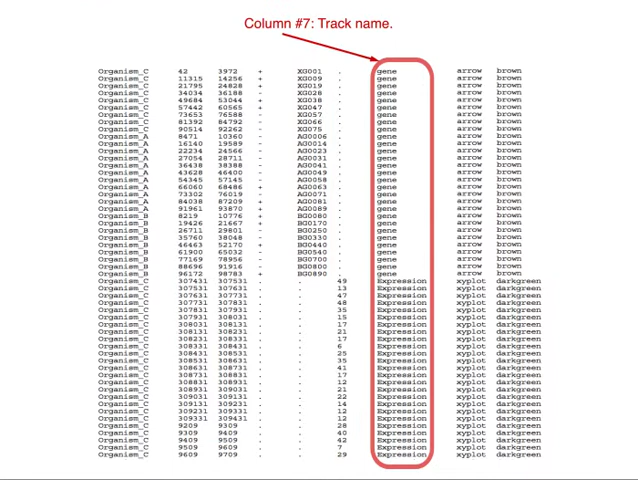 Column #7: Track name.
Organism_C 42 3972 + XG001 . gene arrow brown
Organism_C 11315 14256 + XG009 . gene arrow brown
Organism_C 21795 24828 + XG019 . gene arrow brown
Organism_C 34034 36188 - XG028 . gene arrow brown
Organism_C 49684 53044 + XG038 . gene arrow brown
Organism_C 57442 60565 + XG047 . gene arrow brown
Organism_C 73653 76588 - XG057 . gene arrow brown
Organism_C 81392 84792 - XG066 . gene arrow brown
Organism_C 90514 92262 - XG075 . gene arrow brown
Organism_A 8471 10360 - AG0006 . gene arrow brown
Organism_A 16140 19589 - AG0014 . gene arrow brown
Organism_A 22234 24566 - AG0023 . gene arrow brown
Organism_A 27054 28711 - AG0031 . gene arrow brown
Organism_A 36438 38388 - AG0041 . gene arrow brown
Organism_A 43628 46400 - AG0049 . gene arrow brown
Organism_A 54345 57145 - AG0058 . gene arrow brown
Organism_A 66060 68486 + AG0063 . gene arrow brown
Organism_A 73302 76019 - AG0071 . gene arrow brown
Organism_A 84038 87209 + AG0081 . gene arrow brown
Organism_A 91961 93870 + AG0089 . gene arrow brown
Organism_B 8219 10776 + BG0080 . gene arrow brown
Organism_B 19426 21667 + BG0170 . gene arrow brown
Organism_B 26711 29801 - BG0250 . gene arrow brown
Organism_B 35760 38048 - BG0330 . gene arrow brown
Organism_B 46463 52170 + BG0440 . gene arrow brown
Organism_B 61900 65032 - BG0540 . gene arrow brown
Organism_B 77169 78956 - BG0700 . gene arrow brown
Organism_B 88696 91916 - BG0800 . gene arrow brown
Organism_B 96172 98783 + BG0890 . gene arrow brown
Organism_C 307431 307531 . . 49 Expression xyplot darkgreen
Organism_C 307531 307631 . . 13 Expression xyplot darkgreen
Organism_C 307631 307731 . . 47 Expression xyplot darkgreen
Organism_C 307731 307831 . . 48 Expression xyplot darkgreen
Organism_C 307831 307931 . . 35 Expression xyplot darkgreen
Organism_C 307931 308031 . . 15 Expression xyplot darkgreen
Organism_C 308031 308131 . . 17 Expression xyplot darkgreen
Organism_C 308131 308231 . . 21 Expression xyplot darkgreen
Organism_C 308231 308331 . . 17 Expression xyplot darkgreen
Organism_C 308331 308431 . . 6 Expression xyplot darkgreen
Organism_C 308431 308531 . . 25 Expression xyplot darkgreen
Organism_C 308531 308631 . . 35 Expression xyplot darkgreen
Organism_C 308631 308731 . . 41 Expression xyplot darkgreen
Organism_C 308731 308831 . . 17 Expression xyplot darkgreen
Organism_C 308831 308931 . . 12 Expression xyplot darkgreen
Organism_C 308931 309031 . . 21 Expression xyplot darkgreen
Organism_C 309031 309131 . . 22 Expression xyplot darkgreen
Organism_C 309131 309231 . . 14 Expression xyplot darkgreen
Organism_C 309231 309331 . . 12 Expression xyplot darkgreen
Organism_C 309331 309431 . . 12 Expression xyplot darkgreen
Organism_C 9209 9309 . . 28 Expression xyplot darkgreen
Organism_C 9309 9409 . . 40 Expression xyplot darkgreen
Organism_C 9409 9509 . . 42 Expression xyplot darkgreen
Organism_C 9509 9609 . . 7 Expression xyplot darkgreen
Organism_C 9609 9709 . . 29 Expression xyplot darkgreen